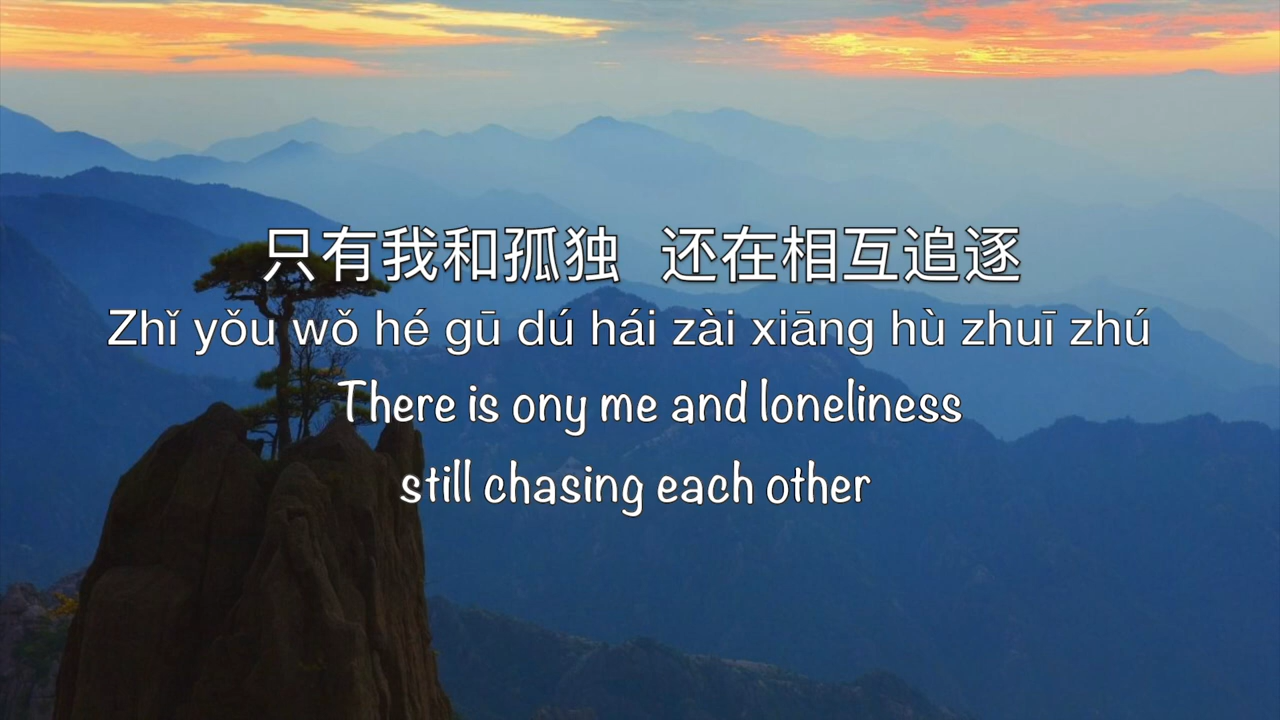 只有我和孤独 还在相互追逐
Zhǐ yǒu wǒ hé gū dú hái zài xiāng hù zhuī zhú
There is ony me and loneliness
still chasing each other